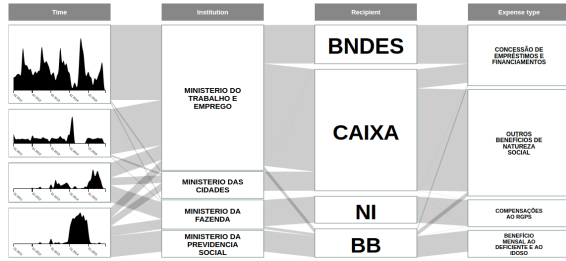 Time
Institution
Recipient
Expense type
MINISTERIO DO
TRABALHO E
EMPREGO
MINISTERIO DAS
CIDADES
MINISTERIO DA
FAZENDA
MINISTERIO DA
PREVIDENCIA
SOCIAL
BNDES
CAIXA
NI
BB
CONCESSÃO DE
EMPRÉSTIMOS E
FINANCIAMENTOS
OUTROS
BENEFÍCIOS DE
NATUREZA
SOCIAL
COMPENSAÇÕES
AO RGPS
BENEFÍCIO
MENSAL AO
DEFICIENTE E AO
IDOSO